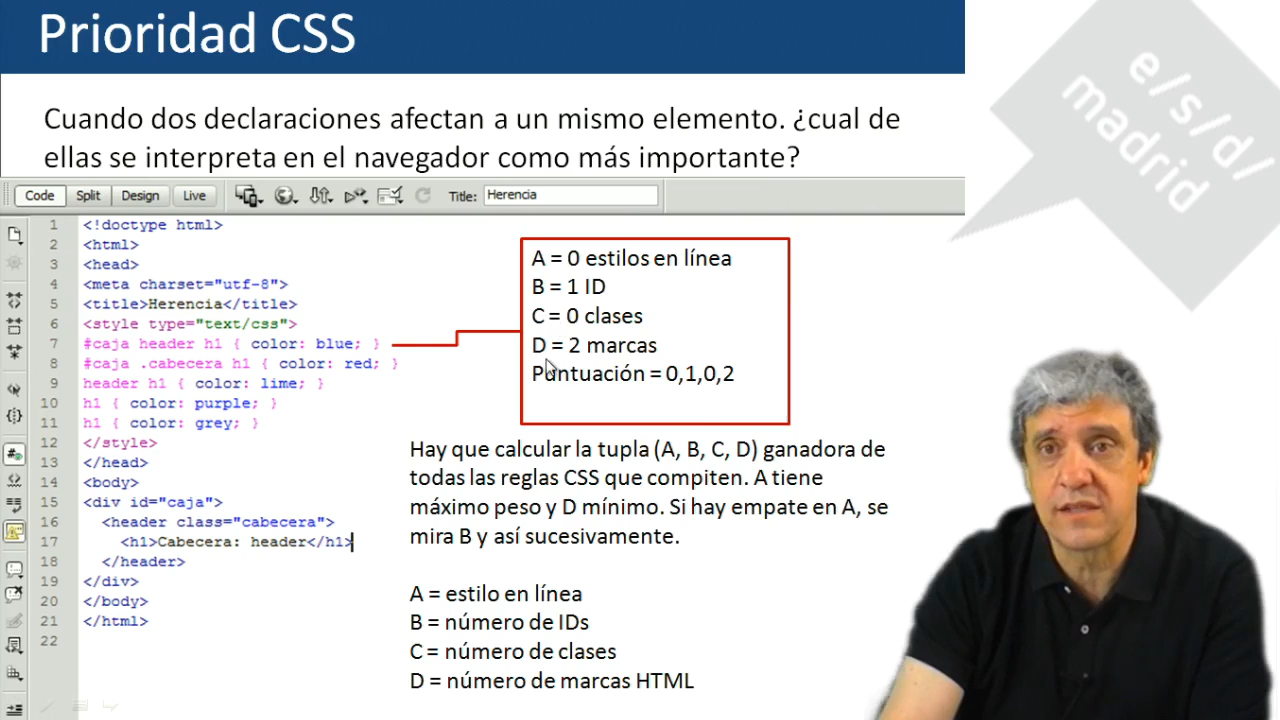 Prioridad CSS
e/s/d/
madrid
Cuando dos declaraciones afectan a un mismo elemento. ¿cual de
ellas se interpreta en el navegador como más importante?
Code Split Design Live Title: Herencia
1 <!doctype html>
2 <html>
3 <head>
4 <meta charset="utf-8">
5 <title>Herencia</title>
6 <style type="text/css">
7 #caja header h1 { color: blue; }
8 #caja .cabecera h1 { color: red; }
9 header h1 { color: lime; }
10 h1 { color: purple; }
11 h1 { color: grey; }
12 </style>
13 </head>
14 <body>
15 <div id="caja">
16 <header class="cabecera">
17 <h1>Cabecera: header</h1>
18 </header>
19 </div>
20 </body>
21 </html>
22
A = 0 estilos en línea
B = 1 ID
C = 0 clases
D = 2 marcas
Puntuación = 0,1,0,2
Hay que calcular la tupla (A, B, C, D) ganadora de
todas las reglas CSS que compiten. A tiene
máximo peso y D mínimo. Si hay empate en A, se
mira B y así sucesivamente.
A = estilo en línea
B = número de IDs
C = número de clases
D = número de marcas HTML